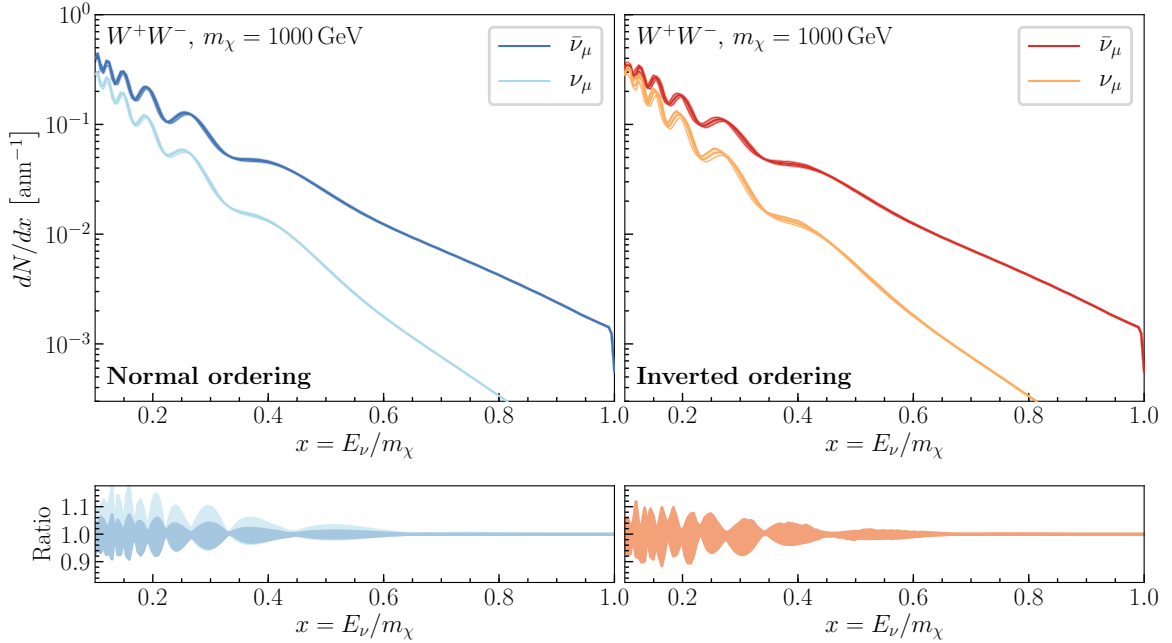 W⁺W⁻, m_χ = 1000 GeV
ν̄_μ
ν_μ
Normal ordering
dN/dx [ann⁻¹]
10⁰
10⁻¹
10⁻²
10⁻³
0.2 0.4 0.6 0.8 1.0
x = E_ν/m_χ
W⁺W⁻, m_χ = 1000 GeV
ν̄_μ
ν_μ
Inverted ordering
0.2 0.4 0.6 0.8 1.0
x = E_ν/m_χ
Ratio
1.1
1.0
0.9
0.2 0.4 0.6 0.8 1.0
x = E_ν/m_χ
0.2 0.4 0.6 0.8 1.0
x = E_ν/m_χ